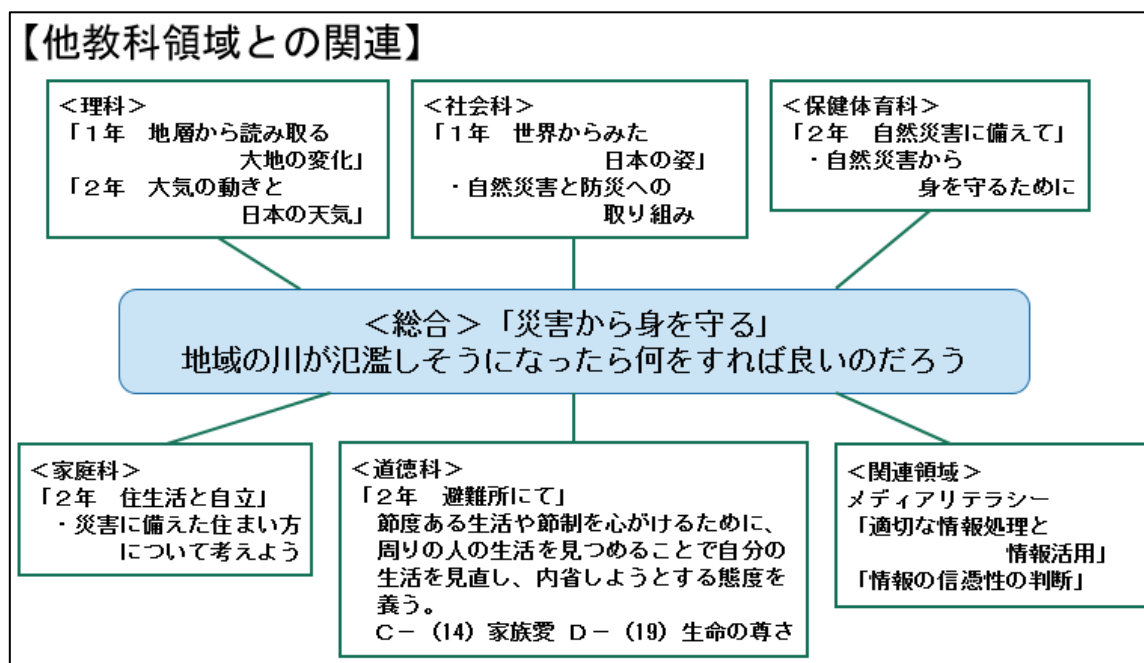 【他教科領域との関連】
＜理科＞
「１年　地層から読み取る
大地の変化」
「２年　大気の動きと
日本の天気」
＜社会科＞
「１年　世界からみた
日本の姿」
・自然災害と防災への
取り組み
＜保健体育科＞
「２年　自然災害に備えて」
・自然災害から
身を守るために
＜総合＞「災害から身を守る」
地域の川が氾濫しそうになったら何をすれば良いのだろう
＜家庭科＞
「２年　住生活と自立」
・災害に備えた住まい方
について考えよう
＜道徳科＞
「２年　避難所にて」
節度ある生活や節制を心がけるために、
周りの人の生活を見つめることで自分の
生活を見直し、内省しようとする態度を
養う。
Ｃ－（14）家族愛 Ｄ－（19）生命の尊さ
＜関連領域＞
メディアリテラシー
「適切な情報処理と
情報活用」
「情報の信憑性の判断」